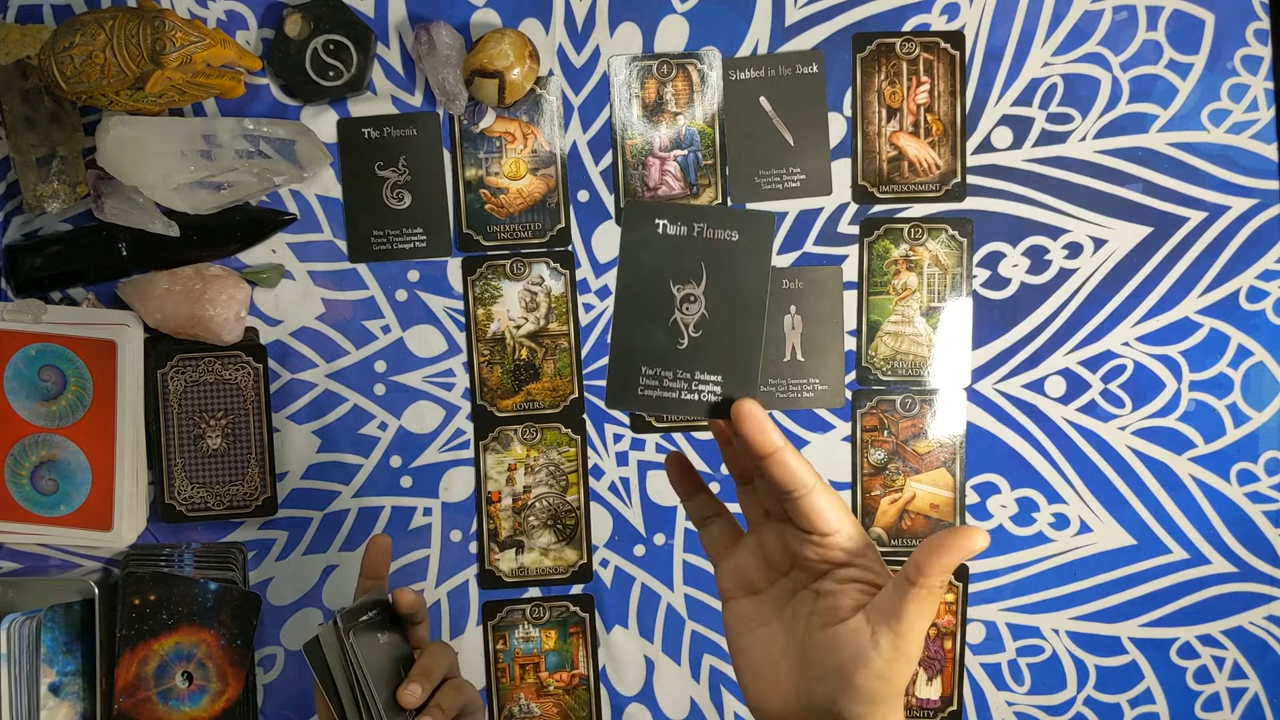 The Phoenix
New Phase, Rekindle,
Renew, Transformation
Growth, Changed Mind
UNEXPECTED
INCOME
15
LOVERS
25
HIGH HONOR
21
4
Stabbed in the Back
Heartbreak, Pain
Separation, Deception,
Shocking Attack
Twin Flames
Yin/Yang, Zen, Balance,
Union, Duality, Coupling,
Complement Each Other
Date
Meeting Someone New
Dating, Get Back Out There
Plan/Set a Date
29
IMPRISONMENT
12
LADY
7